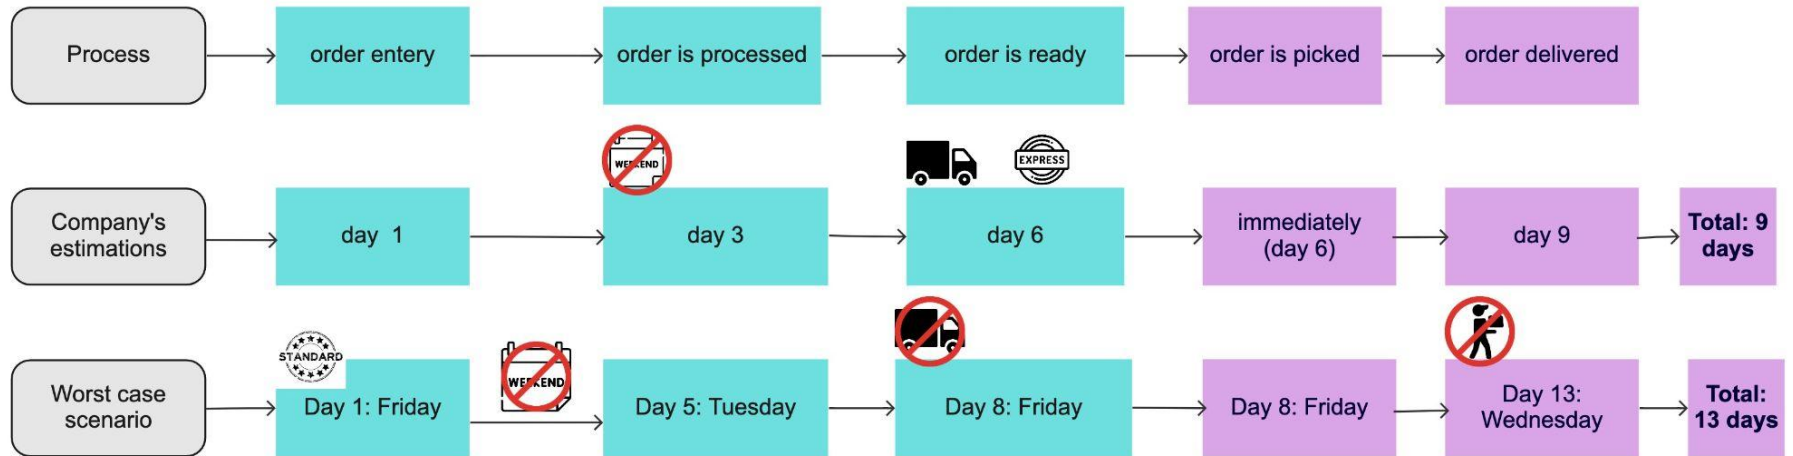 Process
order entery
order is processed
order is ready
order is picked
order delivered
WEEKEND
EXPRESS
Company's
estimations
day 1
day 3
day 6
immediately
(day 6)
day 9
Total: 9
days
STANDARD
WEEKEND
Worst case
scenario
Day 1: Friday
Day 5: Tuesday
Day 8: Friday
Day 8: Friday
Day 13:
Wednesday
Total:
13 days